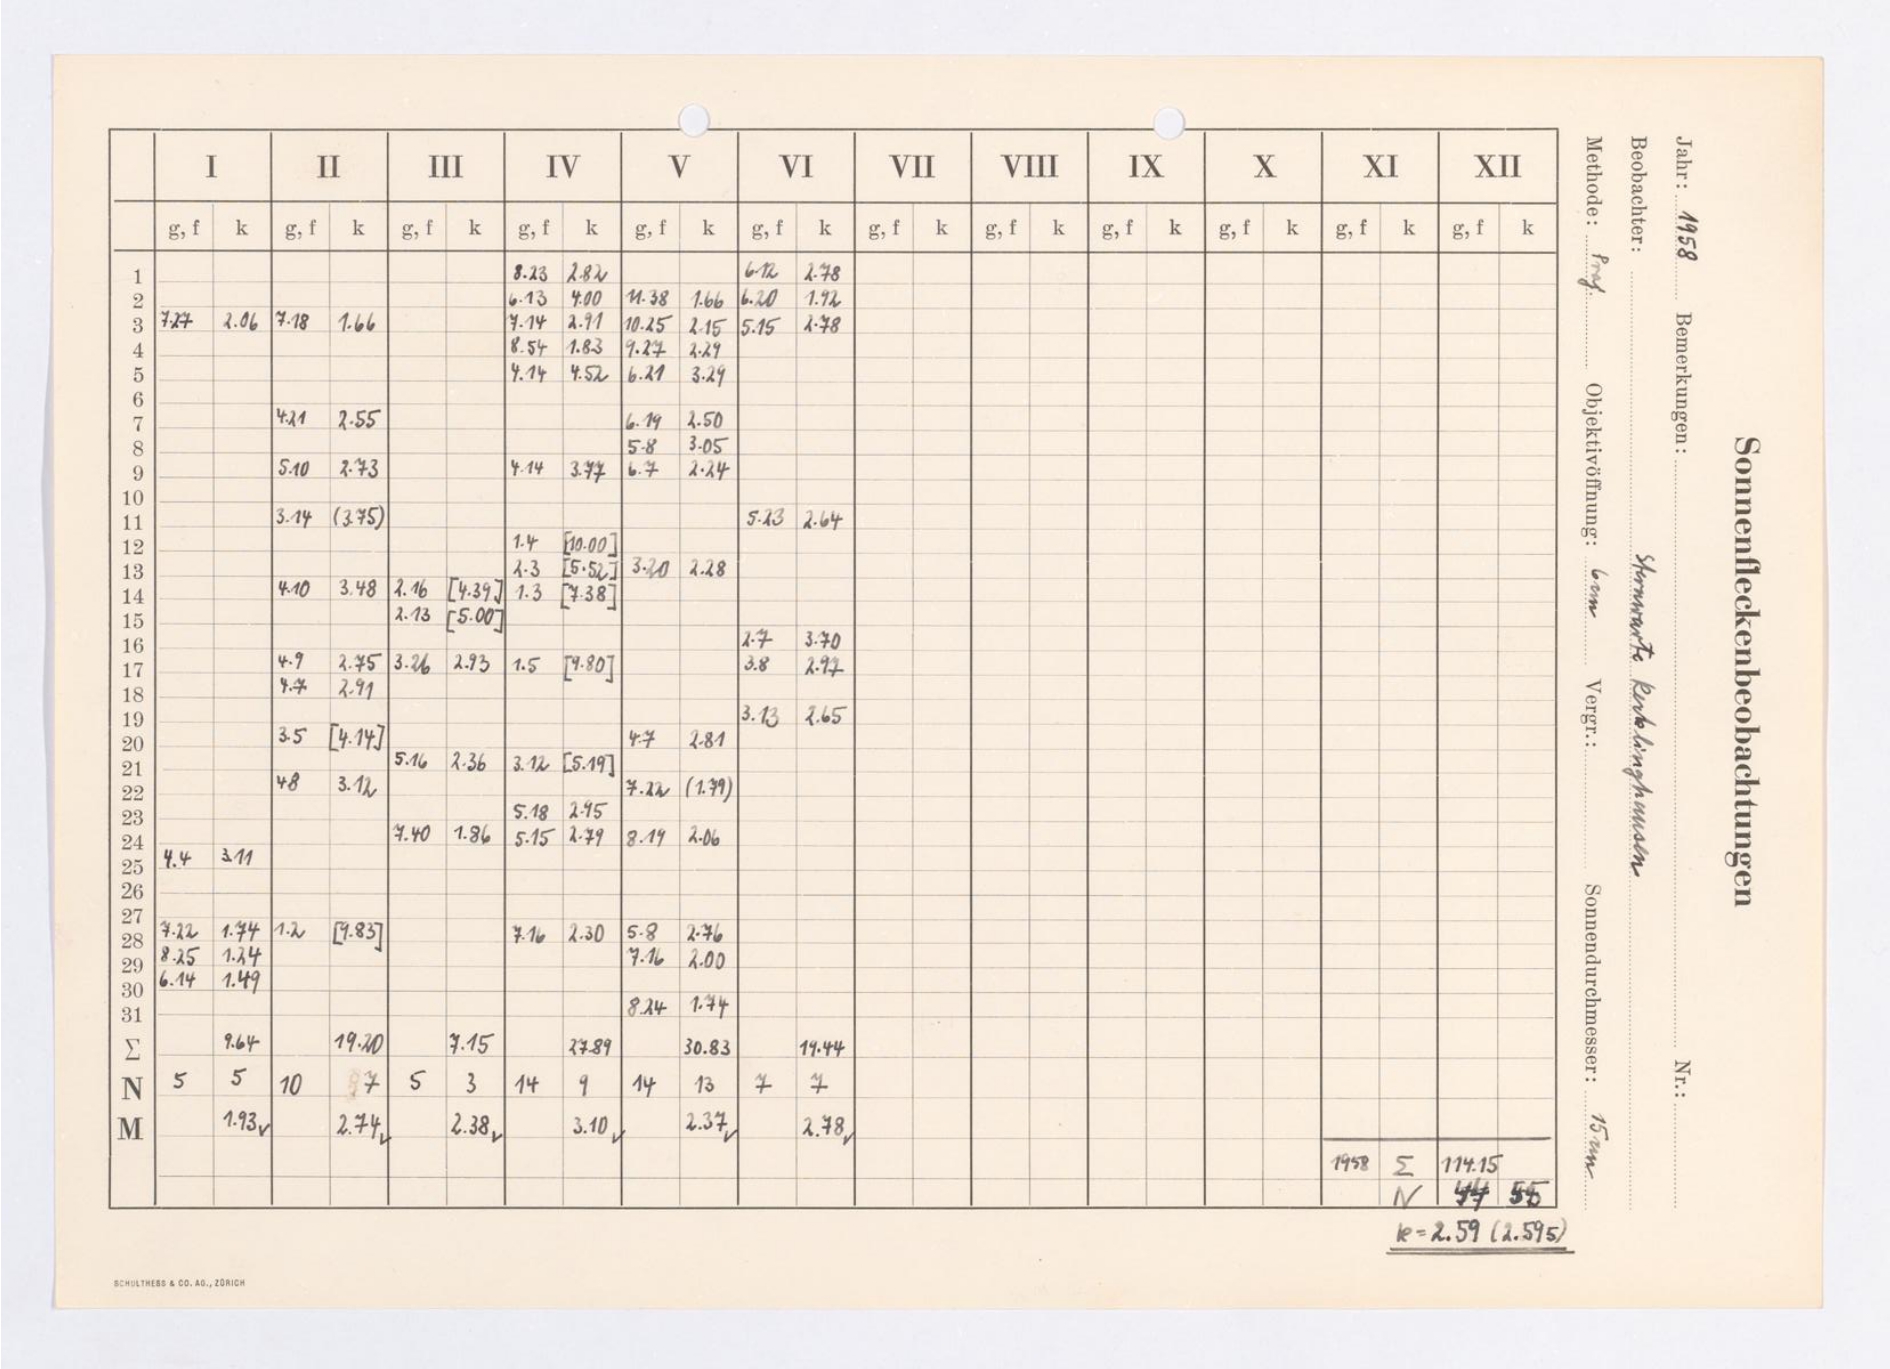 Sonnenfleckenbeobachtungen
Jahr: 1958 Bemerkungen: Nr.:
Beobachter: Sternwarte
Methode: Proj. Objektivöffnung: 6 cm Vergr.: Sonnendurchmesser: 15 cm
I II III IV V VI VII VIII IX X XI XII
g, f k g, f k g, f k g, f k g, f k g, f k g, f k g, f k g, f k g, f k g, f k g, f k
1 8.23 2.82 6.12 2.78
2 6.13 4.00 11.38 1.66 6.20 1.92
3 7.27 2.06 7.18 1.66 7.14 2.91 10.25 2.15 5.15 2.78
4 8.54 1.83 9.27 2.29
5 4.14 4.52 6.21 3.29
6
7 4.21 2.55 6.19 2.50
8 5.8 3.05
9 5.10 2.73 4.14 3.77 6.7 2.24
10
11 3.14 (3.75) 5.23 2.64
12 1.4 [10.00]
13 2.3 [5.52] 3.20 2.28
14 4.10 3.48 2.16 [4.39] 1.3 [7.38]
15 2.13 [5.00]
16 2.7 3.70
17 4.9 2.75 3.26 2.93 1.5 [9.80] 3.8 2.97
18 4.7 2.91
19 3.13 2.65
20 3.5 [4.14] 4.7 2.81
21 5.16 2.36 3.12 [5.19]
22 4.8 3.12 7.22 (1.79)
23 5.18 2.95
24 7.40 1.86 5.15 2.79 8.19 2.06
25 4.4 3.11
26
27
28 7.22 1.74 1.2 [9.83] 7.16 2.30 5.8 2.76
29 8.25 1.24 7.16 2.00
30 6.14 1.49
31 8.24 1.74
Σ 9.64 19.20 7.15 27.89 30.83 19.44
N 5 5 10 7 5 3 14 9 14 13 7 7
M 1.93✓ 2.74✓ 2.38✓ 3.10✓ 2.37✓ 2.78✓
1958 Σ 114.15
N 44 55
k = 2.59 (2.595)
SCHULTHESS & CO. AG., ZÜRICH